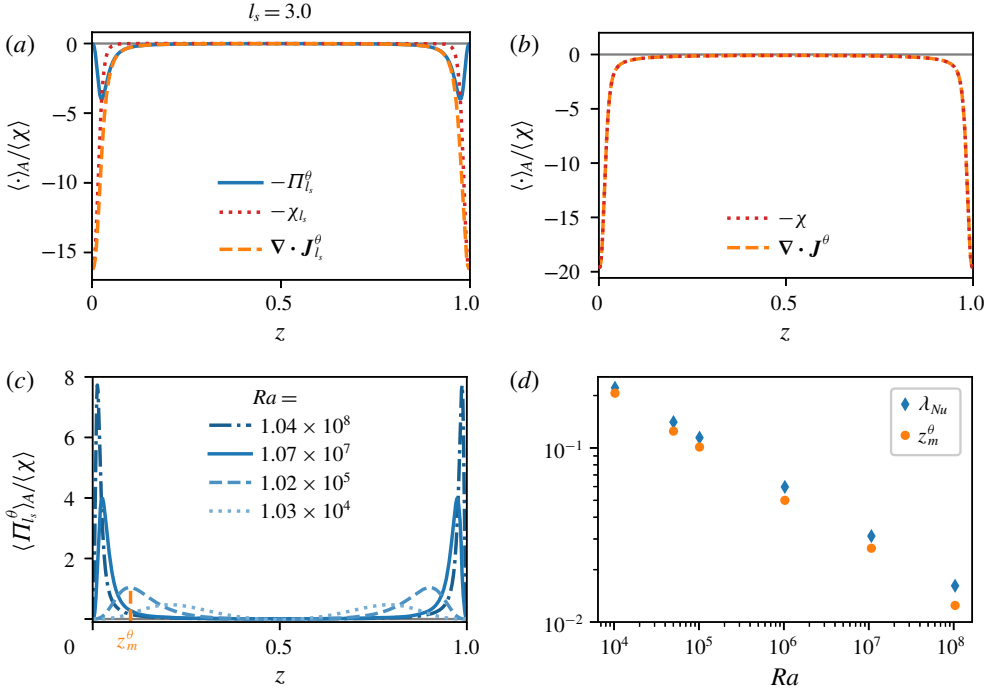 l_s = 3.0
(a)
0
−5
−10
−15
⟨·⟩_A/⟨χ⟩
−Π^θ_{l_s}
−χ_{l_s}
∇ · J^θ_{l_s}
0
0.5
1.0
z
(b)
0
−5
−10
−15
−20
⟨·⟩_A/⟨χ⟩
−χ
∇ · J^θ
0
0.5
1.0
z
(c)
8
6
4
2
0
⟨Π^θ_{l_s}⟩_A/⟨χ⟩
Ra =
1.04 × 10^8
1.07 × 10^7
1.02 × 10^5
1.03 × 10^4
z^θ_m
0.5
1.0
z
(d)
10^{−1}
10^{−2}
λ_{Nu}
z^θ_m
10^4
10^5
10^6
10^7
10^8
Ra